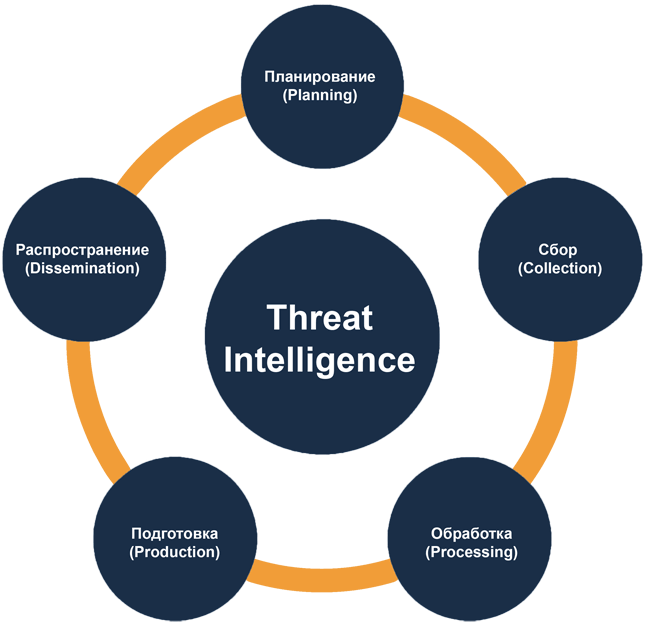 Планирование
(Planning)
Сбор
(Collection)
Обработка
(Processing)
Подготовка
(Production)
Распространение
(Dissemination)
Threat
Intelligence